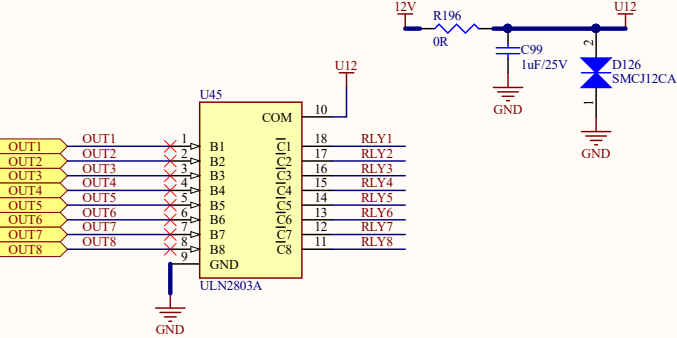 12V
R196
0R
U12
C99
1uF/25V
GND
2
D126
SMCJ12CA
1
GND
U12
U45
COM 10
OUT1 OUT1 1 B1 C1 18 RLY1
OUT2 OUT2 2 B2 C2 17 RLY2
OUT3 OUT3 3 B3 C3 16 RLY3
OUT4 OUT4 4 B4 C4 15 RLY4
OUT5 OUT5 5 B5 C5 14 RLY5
OUT6 OUT6 6 B6 C6 13 RLY6
OUT7 OUT7 7 B7 C7 12 RLY7
OUT8 OUT8 8 B8 C8 11 RLY8
9 GND
ULN2803A
GND